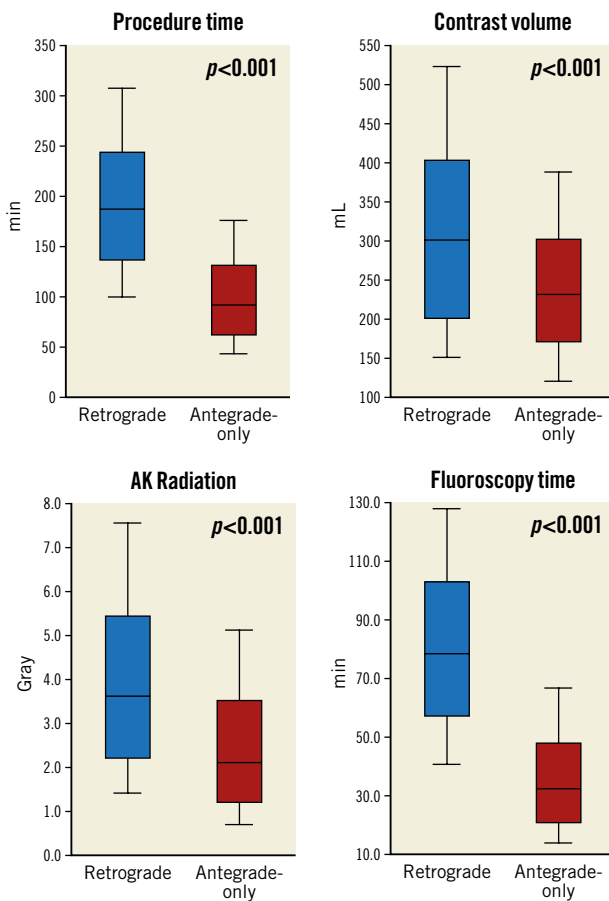 Procedure time
350
300
250
200
150
100
50
0
min
p<0.001
Retrograde
Antegrade-
only
Contrast volume
550
500
450
400
350
300
250
200
150
100
mL
p<0.001
Retrograde
Antegrade-
only
AK Radiation
8.0
7.0
6.0
5.0
4.0
3.0
2.0
1.0
0.0
Gray
p<0.001
Retrograde
Antegrade-
only
Fluoroscopy time
130.0
110.0
90.0
70.0
50.0
30.0
10.0
min
p<0.001
Retrograde
Antegrade-
only